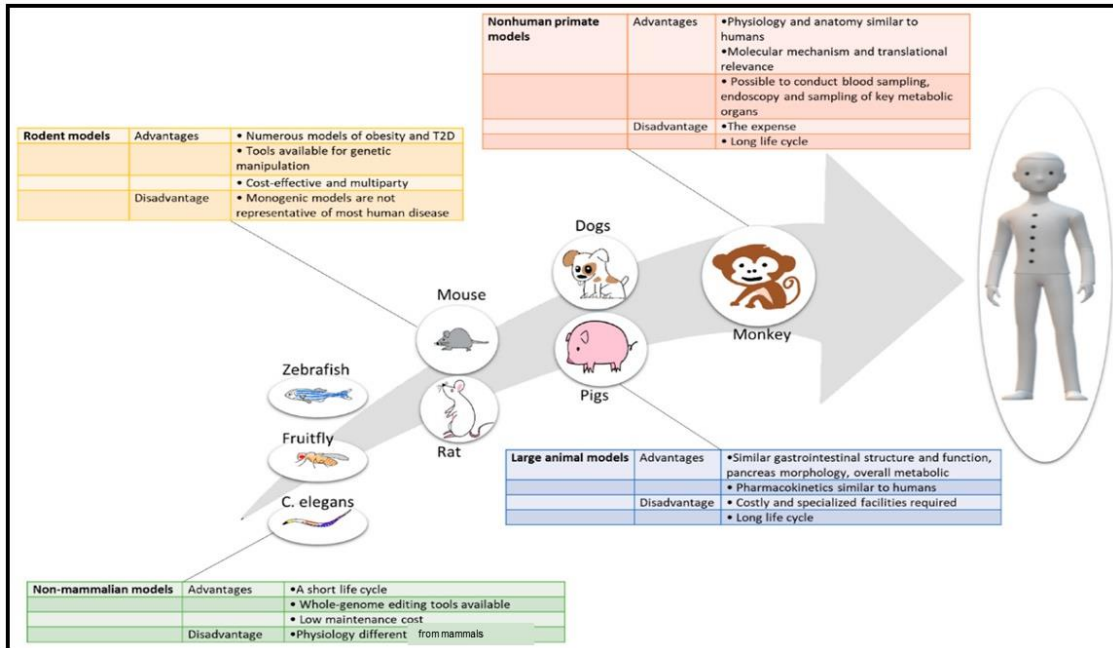 Nonhuman primate models
Advantages
•Physiology and anatomy similar to
humans
•Molecular mechanism and translational
relevance
• Possible to conduct blood sampling,
endoscopy and sampling of key metabolic
organs
Disadvantage
•The expense
• Long life cycle
Rodent models
Advantages
• Numerous models of obesity and T2D
• Tools available for genetic
manipulation
• Cost-effective and multiparty
Disadvantage
• Monogenic models are not
representative of most human disease
Dogs
Mouse
Monkey
Zebrafish
Pigs
Fruitfly
Rat
C. elegans
Large animal models
Advantages
•Similar gastrointestinal structure and function,
pancreas morphology, overall metabolic
• Pharmacokinetics similar to humans
Disadvantage
• Costly and specialized facilities required
• Long life cycle
Non-mammalian models
Advantages
•A short life cycle
• Whole-genome editing tools available
• Low maintenance cost
Disadvantage
•Physiology different from mammals